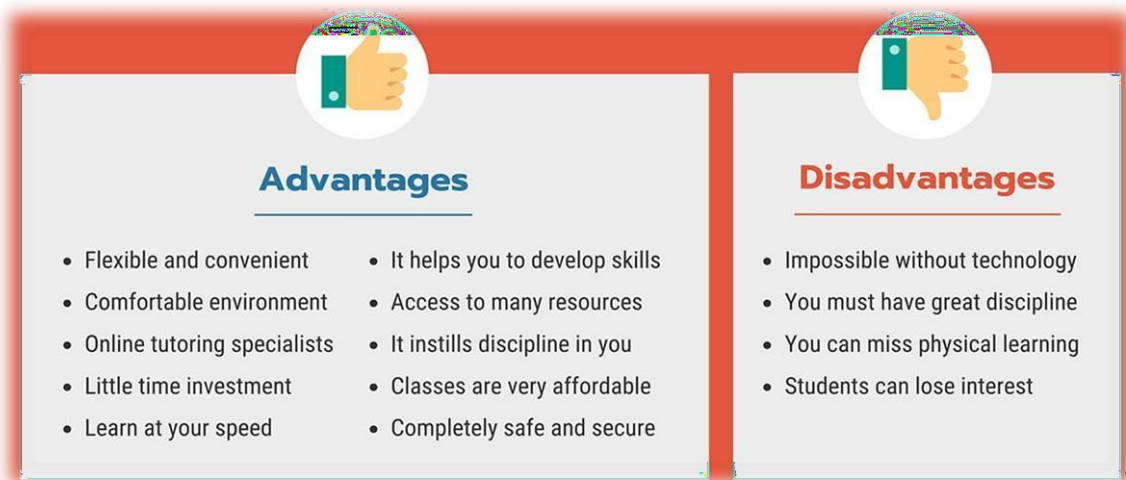 Advantages
• Flexible and convenient
• Comfortable environment
• Online tutoring specialists
• Little time investment
• Learn at your speed
• It helps you to develop skills
• Access to many resources
• It instills discipline in you
• Classes are very affordable
• Completely safe and secure
Disadvantages
• Impossible without technology
• You must have great discipline
• You can miss physical learning
• Students can lose interest